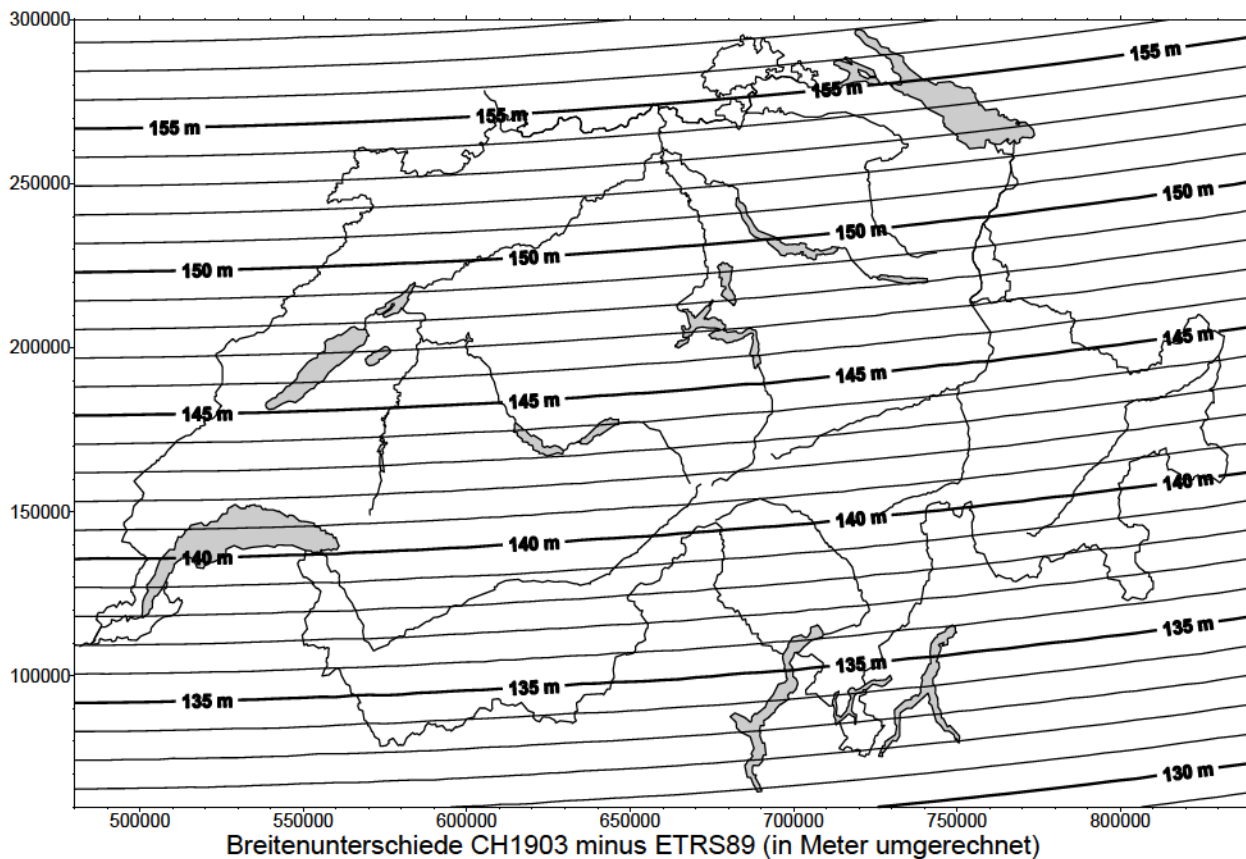 300000
155 m
155 m
155 m
155 m
250000
150 m
150 m
150 m
150 m
200000
145 m
145 m
145 m
145 m
150000
140 m
140 m
140 m
140 m
100000
135 m
135 m
135 m
135 m
130 m
500000 550000 600000 650000 700000 750000 800000
Breitenunterschiede CH1903 minus ETRS89 (in Meter umgerechnet)